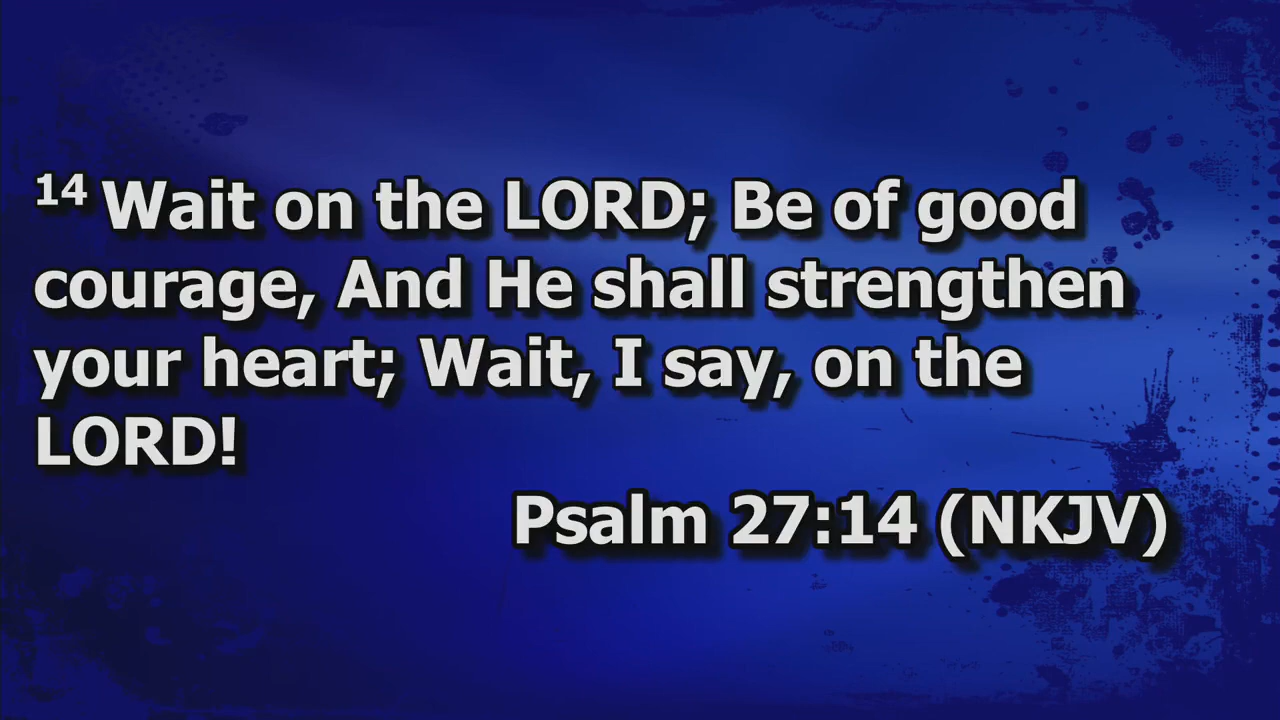 14 Wait on the LORD; Be of good
courage, And He shall strengthen
your heart; Wait, I say, on the
LORD!
Psalm 27:14 (NKJV)